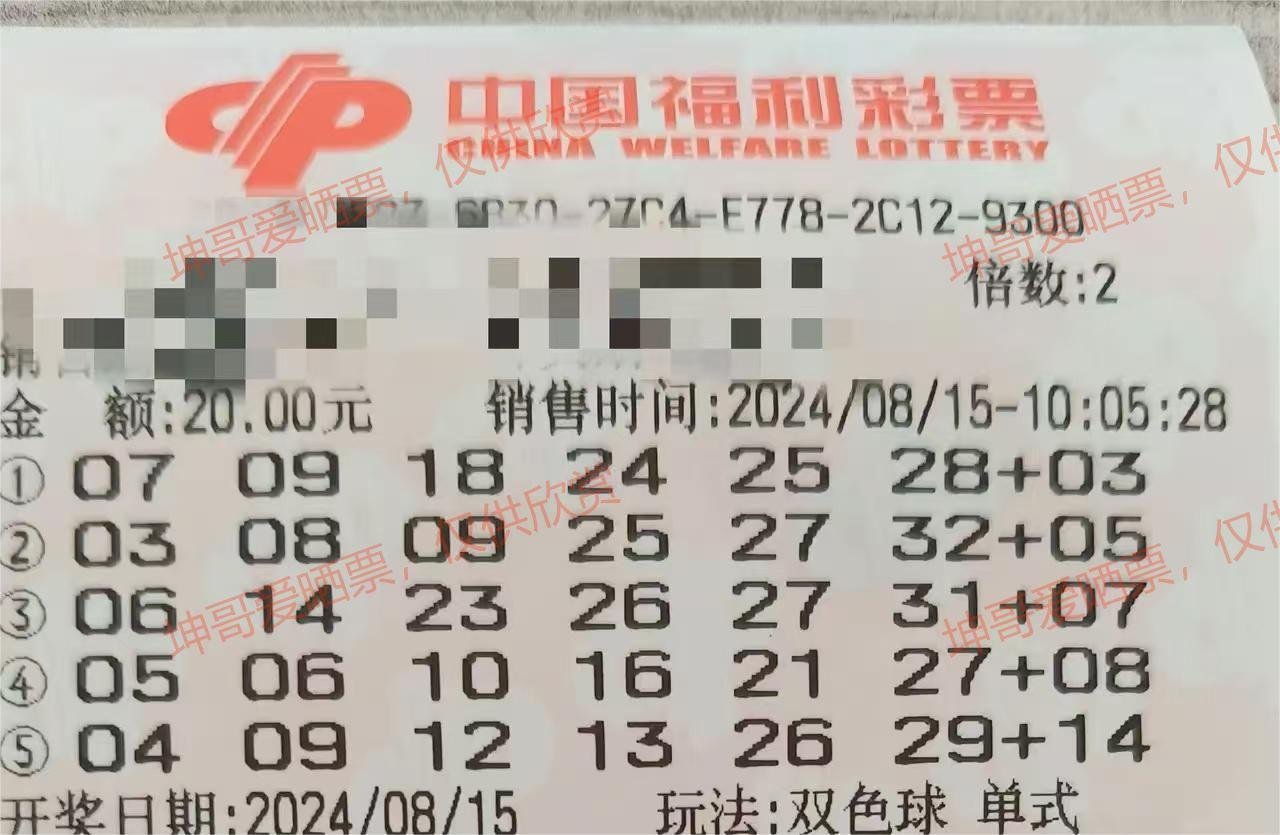 中国福利彩票
CHINA WELFARE LOTTERY
6B30-27C4-E778-2C12-9300
倍数:2
销售
金 额:20.00元 销售时间:2024/08/15-10:05:28
① 07 09 18 24 25 28+03
② 03 08 09 25 27 32+05
③ 06 14 23 26 27 31+07
④ 05 06 10 16 21 27+08
⑤ 04 09 12 13 26 29+14
开奖日期:2024/08/15 玩法:双色球 单式
坤哥爱晒票，仅供欣赏
坤哥爱晒票，仅供欣赏
坤哥爱晒票，仅供欣赏
坤哥爱晒票，仅供欣赏